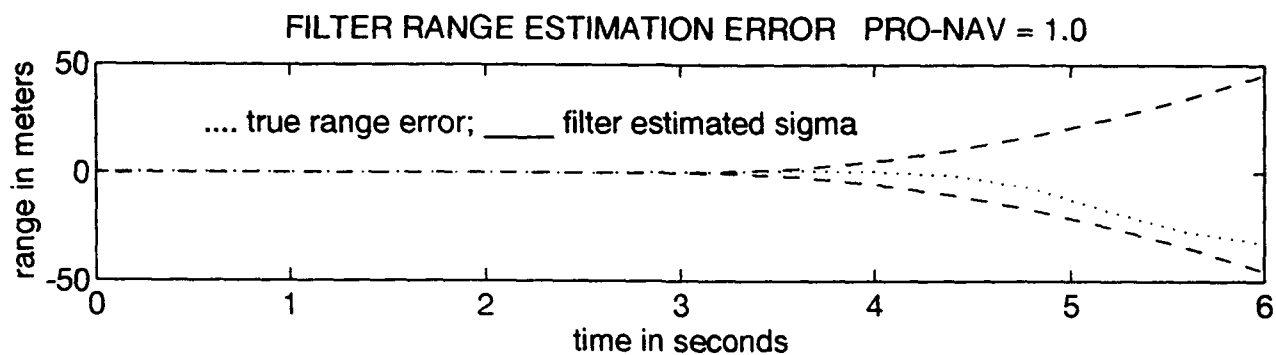 FILTER RANGE ESTIMATION ERROR PRO-NAV = 1.0
50
.... true range error; ____ filter estimated sigma
range in meters
0
-50
0 1 2 3 4 5 6
time in seconds